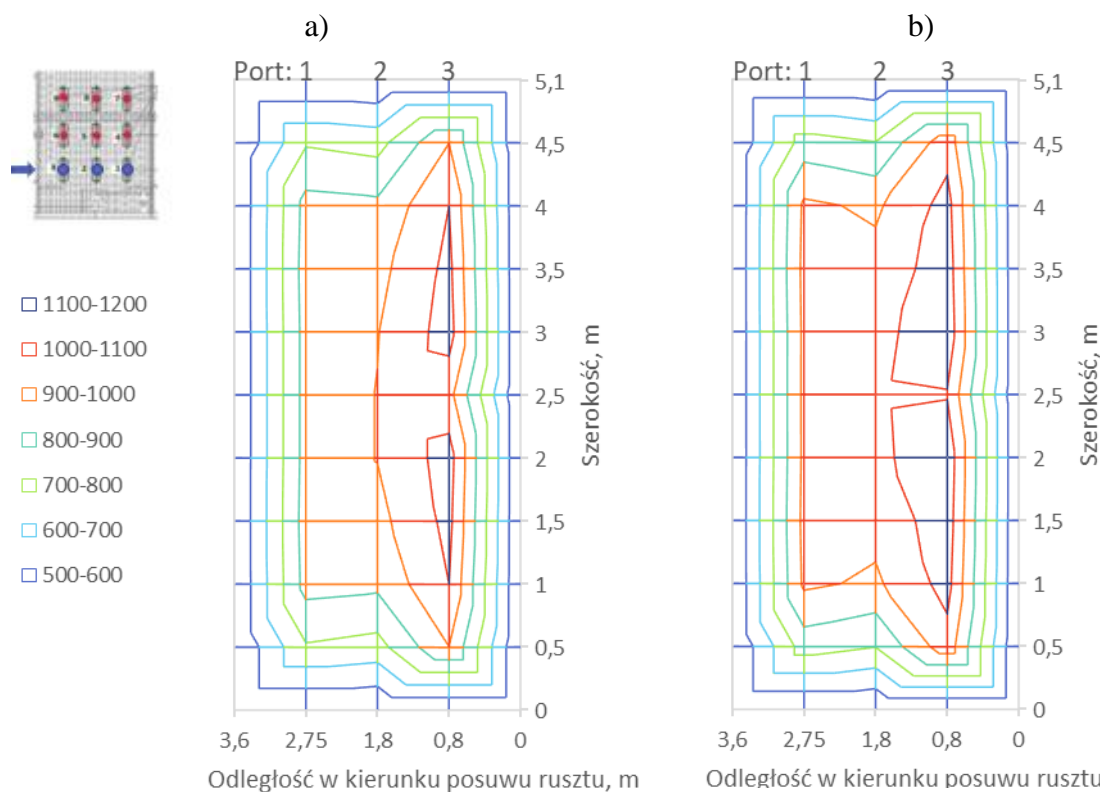 a)
b)
Port: 1 2 3
Port: 1 2 3
5,1
4,5
4
3,5
3
2,5
2
1,5
1
0,5
0
Szerokość, m
5,1
4,5
4
3,5
3
2,5
2
1,5
1
0,5
0
Szerokość, m
1100-1200
1000-1100
900-1000
800-900
700-800
600-700
500-600
3,6 2,75 1,8 0,8 0
3,6 2,75 1,8 0,8 0
Odległość w kierunku posuwu rusztu, m
Odległość w kierunku posuwu rusztu